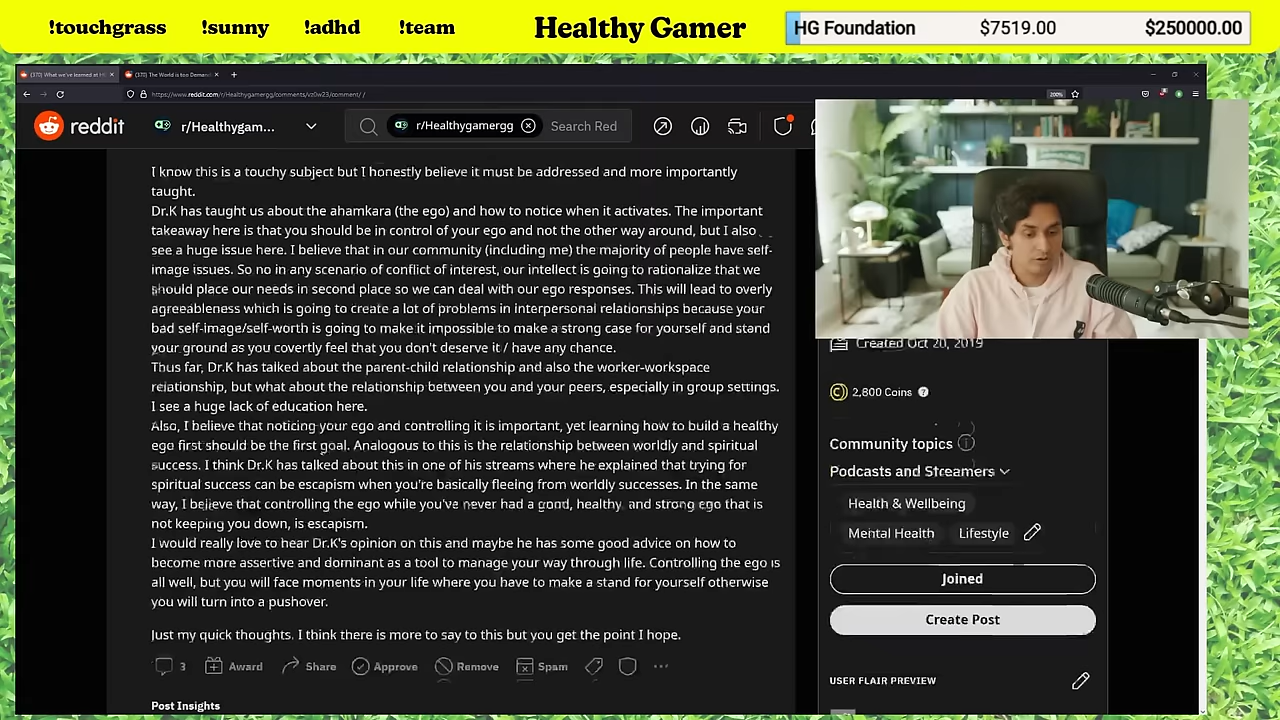 !touchgrass !sunny !adhd !team Healthy Gamer HG Foundation $7519.00 $250000.00
(370) What we've learned at H (370) The World is too Deman
https://www.reddit.com/r/Healthygamergg/comments/vz0w23/comment/ / 200%
reddit r/Healthygam... r/Healthygamergg Search Red
I know this is a touchy subject but I honestly believe it must be addressed and more importantly
taught.
Dr.K has taught us about the ahamkara (the ego) and how to notice when it activates. The important
takeaway here is that you should be in control of your ego and not the other way around, but I also
see a huge issue here. I believe that in our community (including me) the majority of people have self-
image issues. So no in any scenario of conflict of interest, our intellect is going to rationalize that we
should place our needs in second place so we can deal with our ego responses. This will lead to overly
agreeableness which is going to create a lot of problems in interpersonal relationships because your
bad self-image/self-worth is going to make it impossible to make a strong case for yourself and stand
your ground as you covertly feel that you don't deserve it / have any chance.
Thus far, Dr.K has talked about the parent-child relationship and also the worker-workspace
relationship, but what about the relationship between you and your peers, especially in group settings.
I see a huge lack of education here.
Also, I believe that noticing your ego and controlling it is important, yet learning how to build a healthy
ego first should be the first goal. Analogous to this is the relationship between worldly and spiritual
success. I think Dr.K has talked about this in one of his streams where he explained that trying for
spiritual success can be escapism when you're basically fleeing from worldly successes. In the same
way, I believe that controlling the ego while you've never had a good, healthy and strong ego that is
not keeping you down, is escapism.
I would really love to hear Dr.K's opinion on this and maybe he has some good advice on how to
become more assertive and dominant as a tool to manage your way through life. Controlling the ego is
all well, but you will face moments in your life where you have to make a stand for yourself otherwise
you will turn into a pushover.
Just my quick thoughts. I think there is more to say to this but you get the point I hope.
3 Award Share Approve Remove Spam
Post Insights
Created Oct 20, 2019
2,800 Coins
Community topics
Podcasts and Streamers
Health & Wellbeing
Mental Health Lifestyle
Joined
Create Post
USER FLAIR PREVIEW